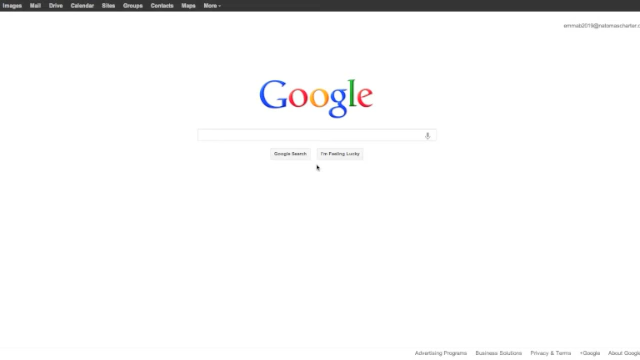 Images Mail Drive Calendar Sites Groups Contacts Maps More
Google
Google Search I'm Feeling Lucky
Advertising Programs Business Solutions Privacy & Terms +Google About Google